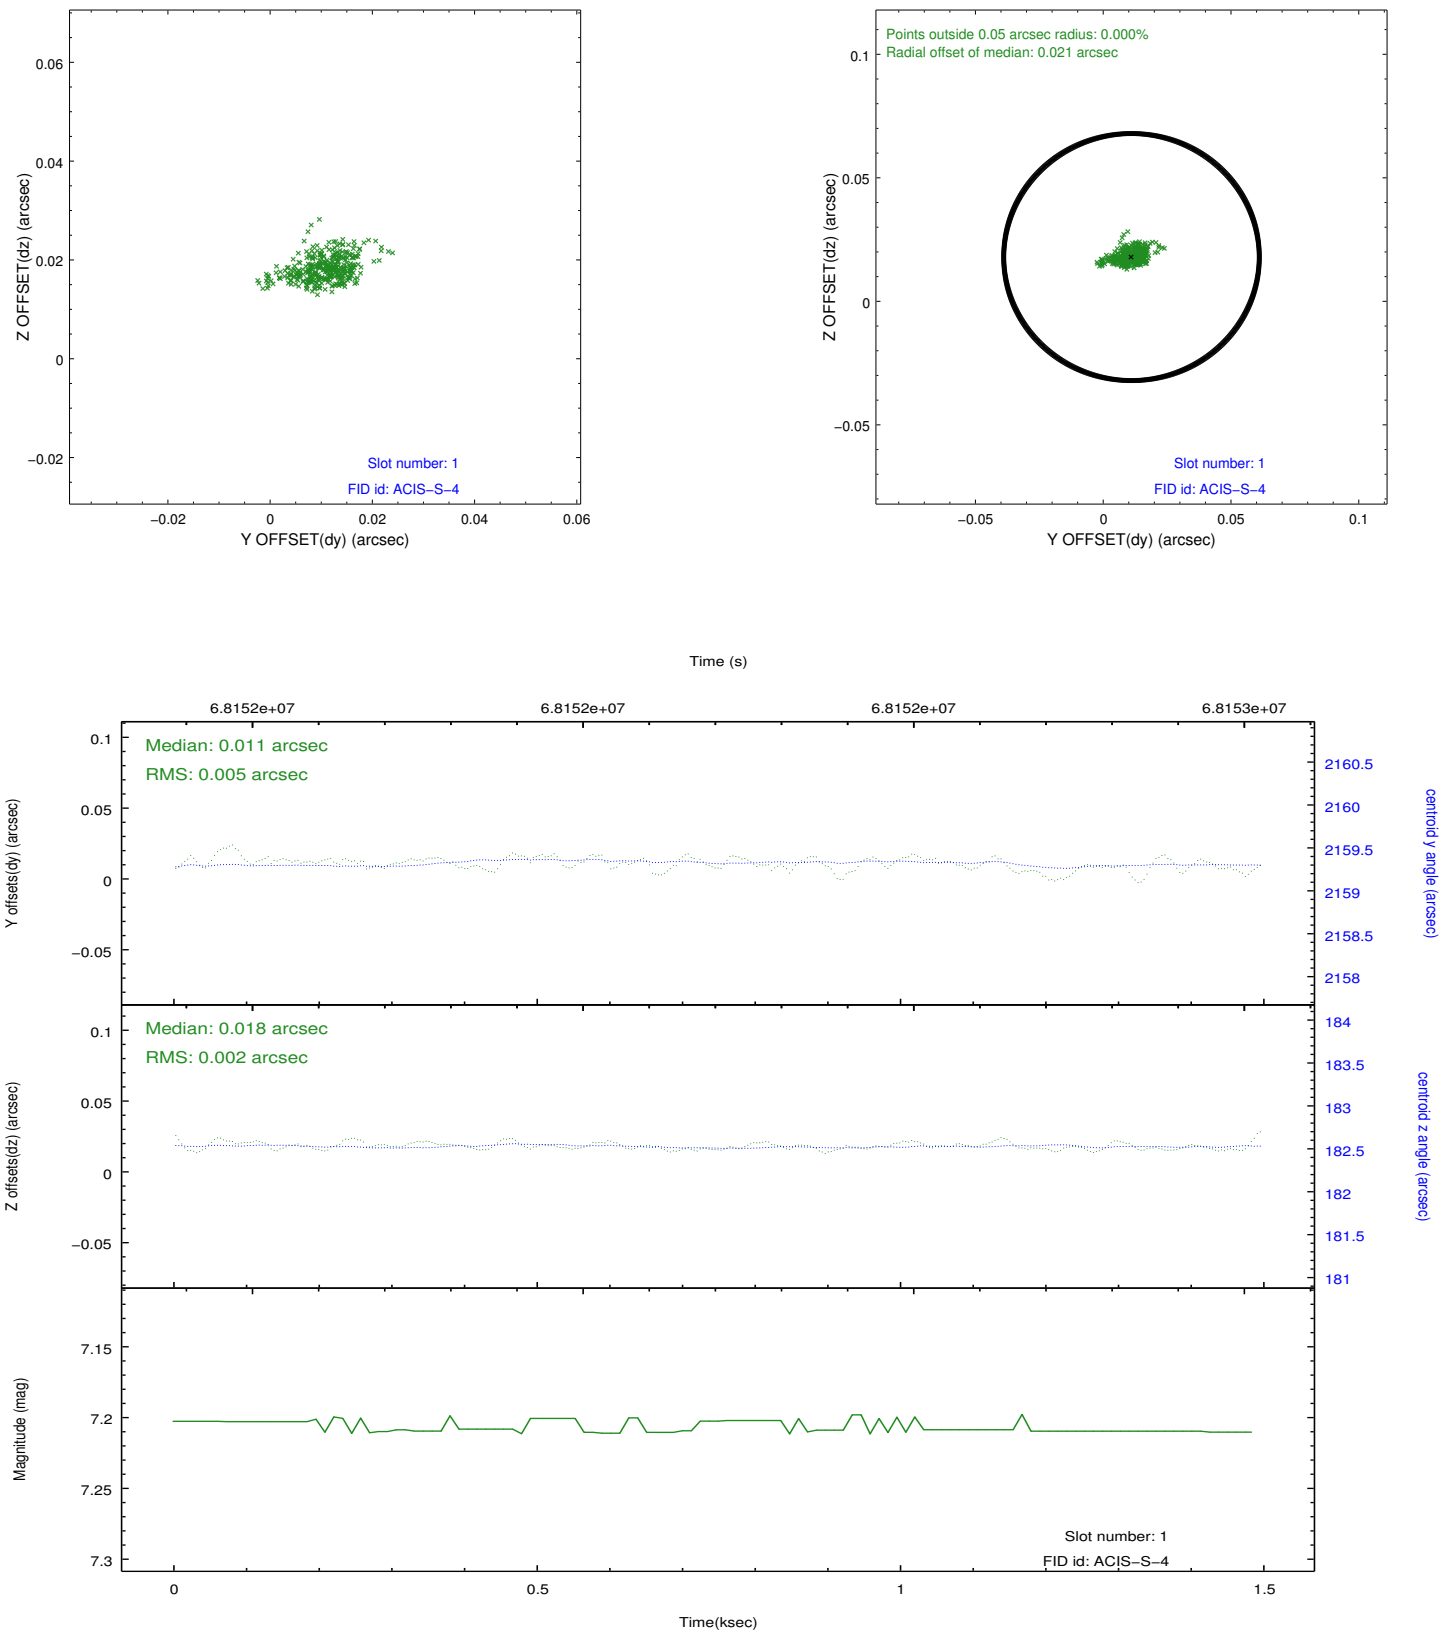 0.06
0.04
0.02
0
−0.02
Z OFFSET(dz) (arcsec)
Slot number: 1
FID id: ACIS−S−4
−0.02 0 0.02 0.04 0.06
Y OFFSET(dy) (arcsec)
Points outside 0.05 arcsec radius: 0.000%
Radial offset of median: 0.021 arcsec
0.1
0.05
0
−0.05
Z OFFSET(dz) (arcsec)
Slot number: 1
FID id: ACIS−S−4
−0.05 0 0.05 0.1
Y OFFSET(dy) (arcsec)
Time (s)
6.8152e+07 6.8152e+07 6.8152e+07 6.8153e+07
Median: 0.011 arcsec
RMS: 0.005 arcsec
0.1
0.05
0
−0.05
Y offsets(dy) (arcsec)
2160.5
2160
2159.5
2159
2158.5
2158
centroid y angle (arcsec)
Median: 0.018 arcsec
RMS: 0.002 arcsec
0.1
0.05
0
−0.05
Z offsets(dz) (arcsec)
184
183.5
183
182.5
182
181.5
181
centroid z angle (arcsec)
7.15
7.2
7.25
7.3
Magnitude (mag)
Slot number: 1
FID id: ACIS−S−4
0 0.5 1 1.5
Time(ksec)